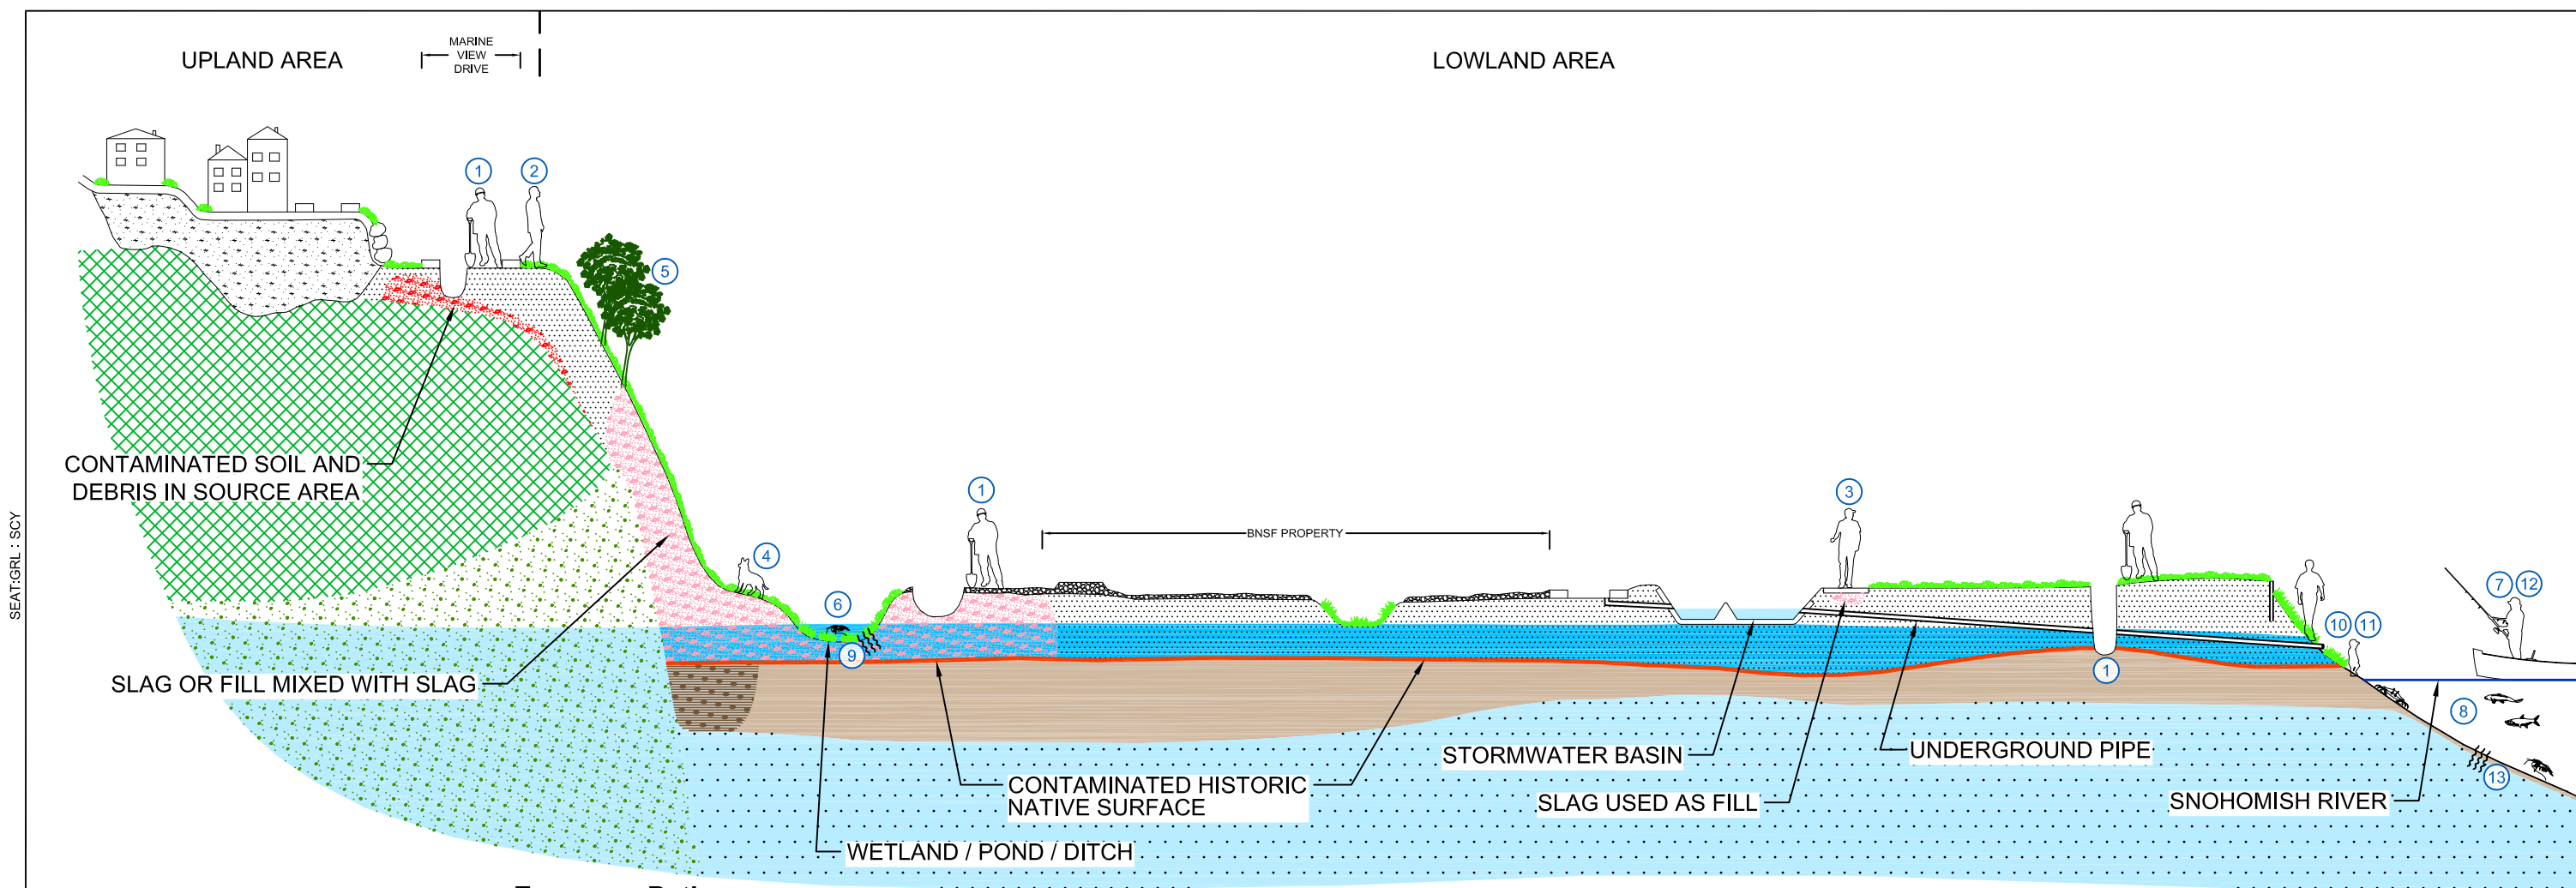 UPLAND AREA
MARINE
VIEW
DRIVE
LOWLAND AREA
1
2
5
CONTAMINATED SOIL AND
DEBRIS IN SOURCE AREA
SEAT:GRL : SCY
1
3
BNSF PROPERTY
4
7 12
6
10 11
9
1
SLAG OR FILL MIXED WITH SLAG
8
STORMWATER BASIN
UNDERGROUND PIPE
13
CONTAMINATED HISTORIC
NATIVE SURFACE
SLAG USED AS FILL
SNOHOMISH RIVER
WETLAND / POND / DITCH